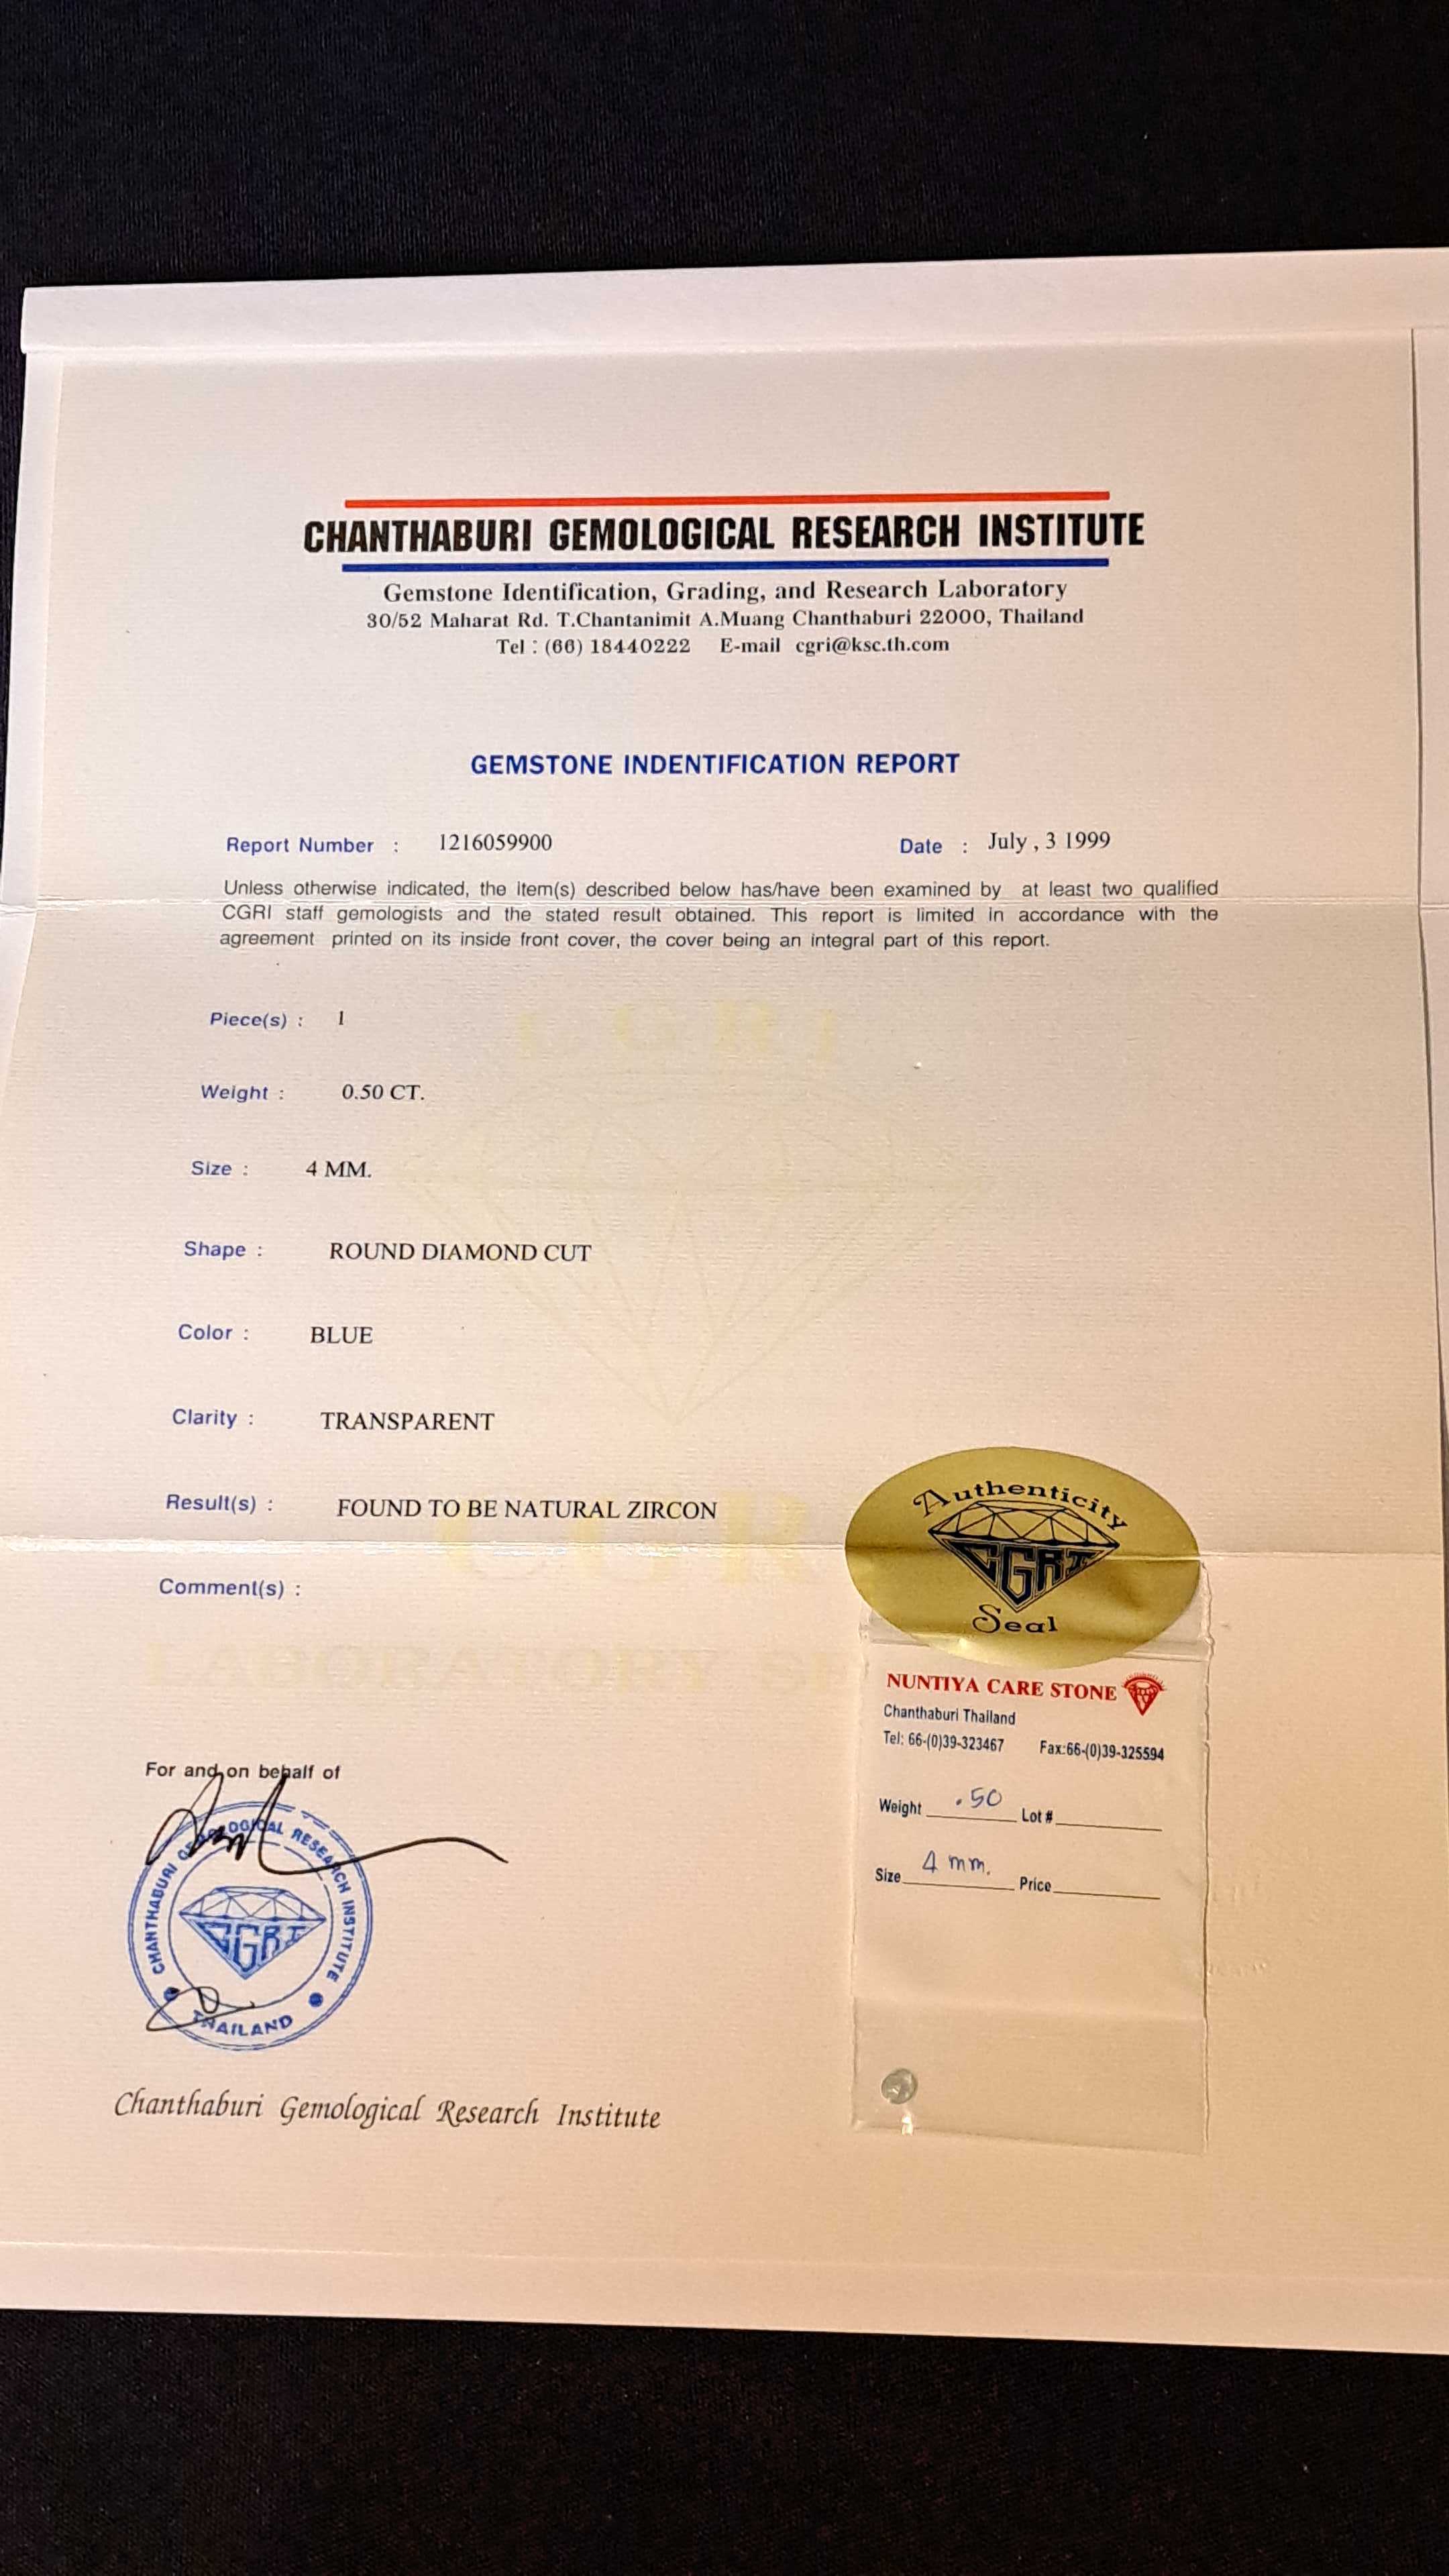 CHANTHABURI GEMOLOGICAL RESEARCH INSTITUTE
Gemstone Identification, Grading, and Research Laboratory
30/52 Maharat Rd. T.Chantanimit A.Muang Chanthaburi 22000, Thailand
Tel : (66) 18440222 E-mail cgri@ksc.th.com
GEMSTONE INDENTIFICATION REPORT
Report Number : 1216059900 Date : July , 3 1999
Unless otherwise indicated, the item(s) described below has/have been examined by at least two qualified
CGRI staff gemologists and the stated result obtained. This report is limited in accordance with the
agreement printed on its inside front cover, the cover being an integral part of this report.
Piece(s) : 1
Weight : 0.50 CT.
Size : 4 MM.
Shape : ROUND DIAMOND CUT
Color : BLUE
Clarity : TRANSPARENT
Result(s) : FOUND TO BE NATURAL ZIRCON
Comment(s) :
Authenticity
CGRI
Seal
NUNTIYA CARE STONE
Chanthaburi Thailand
Tel: 66-(0)39-323467 Fax:66-(0)39-325594
Weight .50 Lot #
Size 4 mm. Price
For and on behalf of
CHANTHABURI GEMOLOGICAL RESEARCH INSTITUTE
CGRI
THAILAND
Chanthaburi Gemological Research Institute